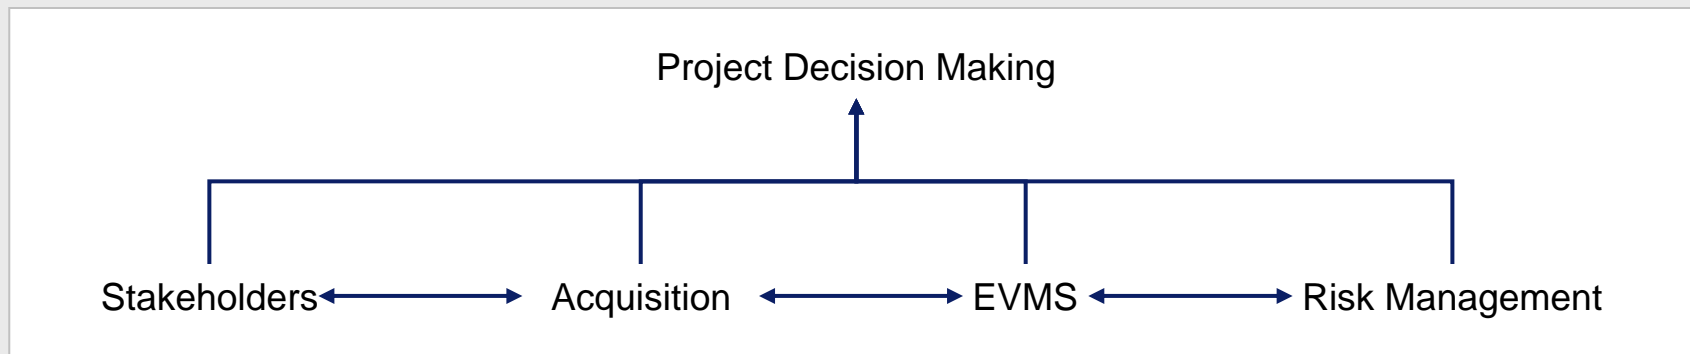 Project Decision Making
Stakeholders Acquisition EVMS Risk Management